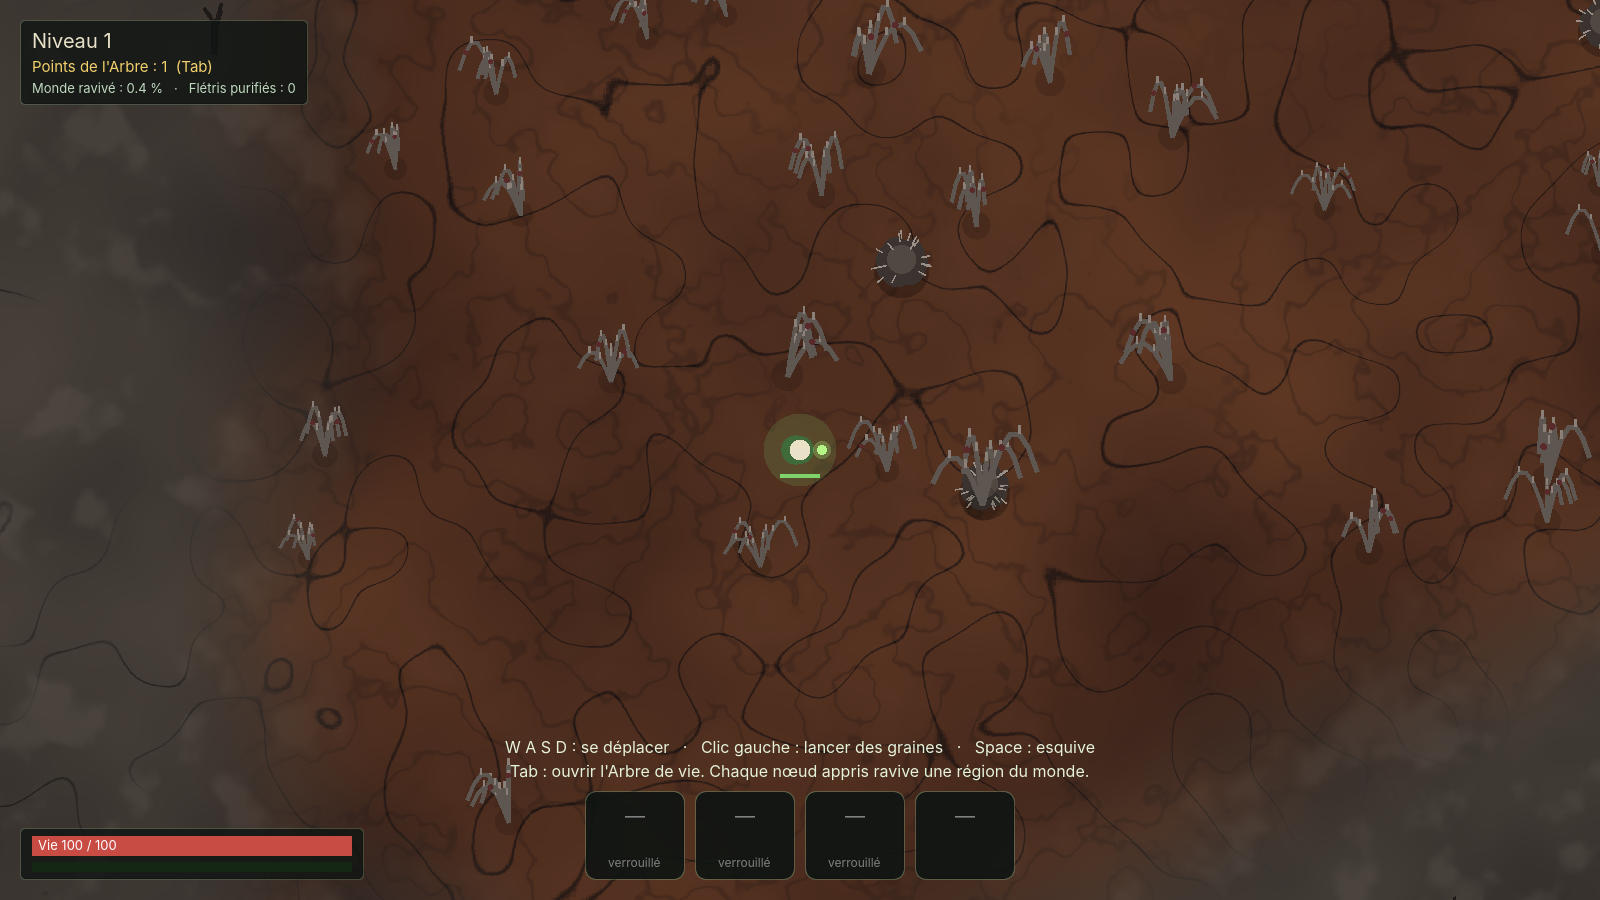 Niveau 1
Points de l'Arbre : 1 (Tab)
Monde ravivé : 0.4 % · Flétris purifiés : 0
W A S D : se déplacer · Clic gauche : lancer des graines · Space : esquive
Tab : ouvrir l'Arbre de vie. Chaque nœud appris ravive une région du monde.
— — — —
verrouillé verrouillé verrouillé
Vie 100 / 100